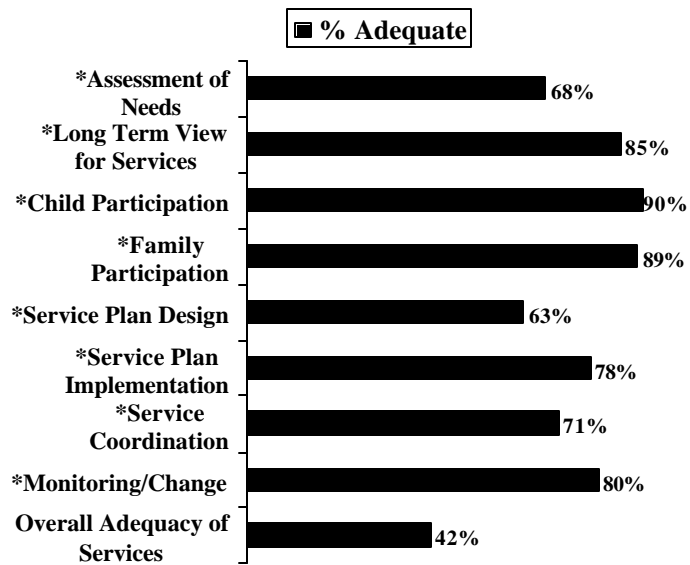 % Adequate
*Assessment of
Needs
68%
*Long Term View
for Services
85%
*Child Participation
90%
*Family
Participation
89%
*Service Plan Design
63%
*Service Plan
Implementation
78%
*Service
Coordination
71%
*Monitoring/Change
80%
Overall Adequacy of
Services
42%